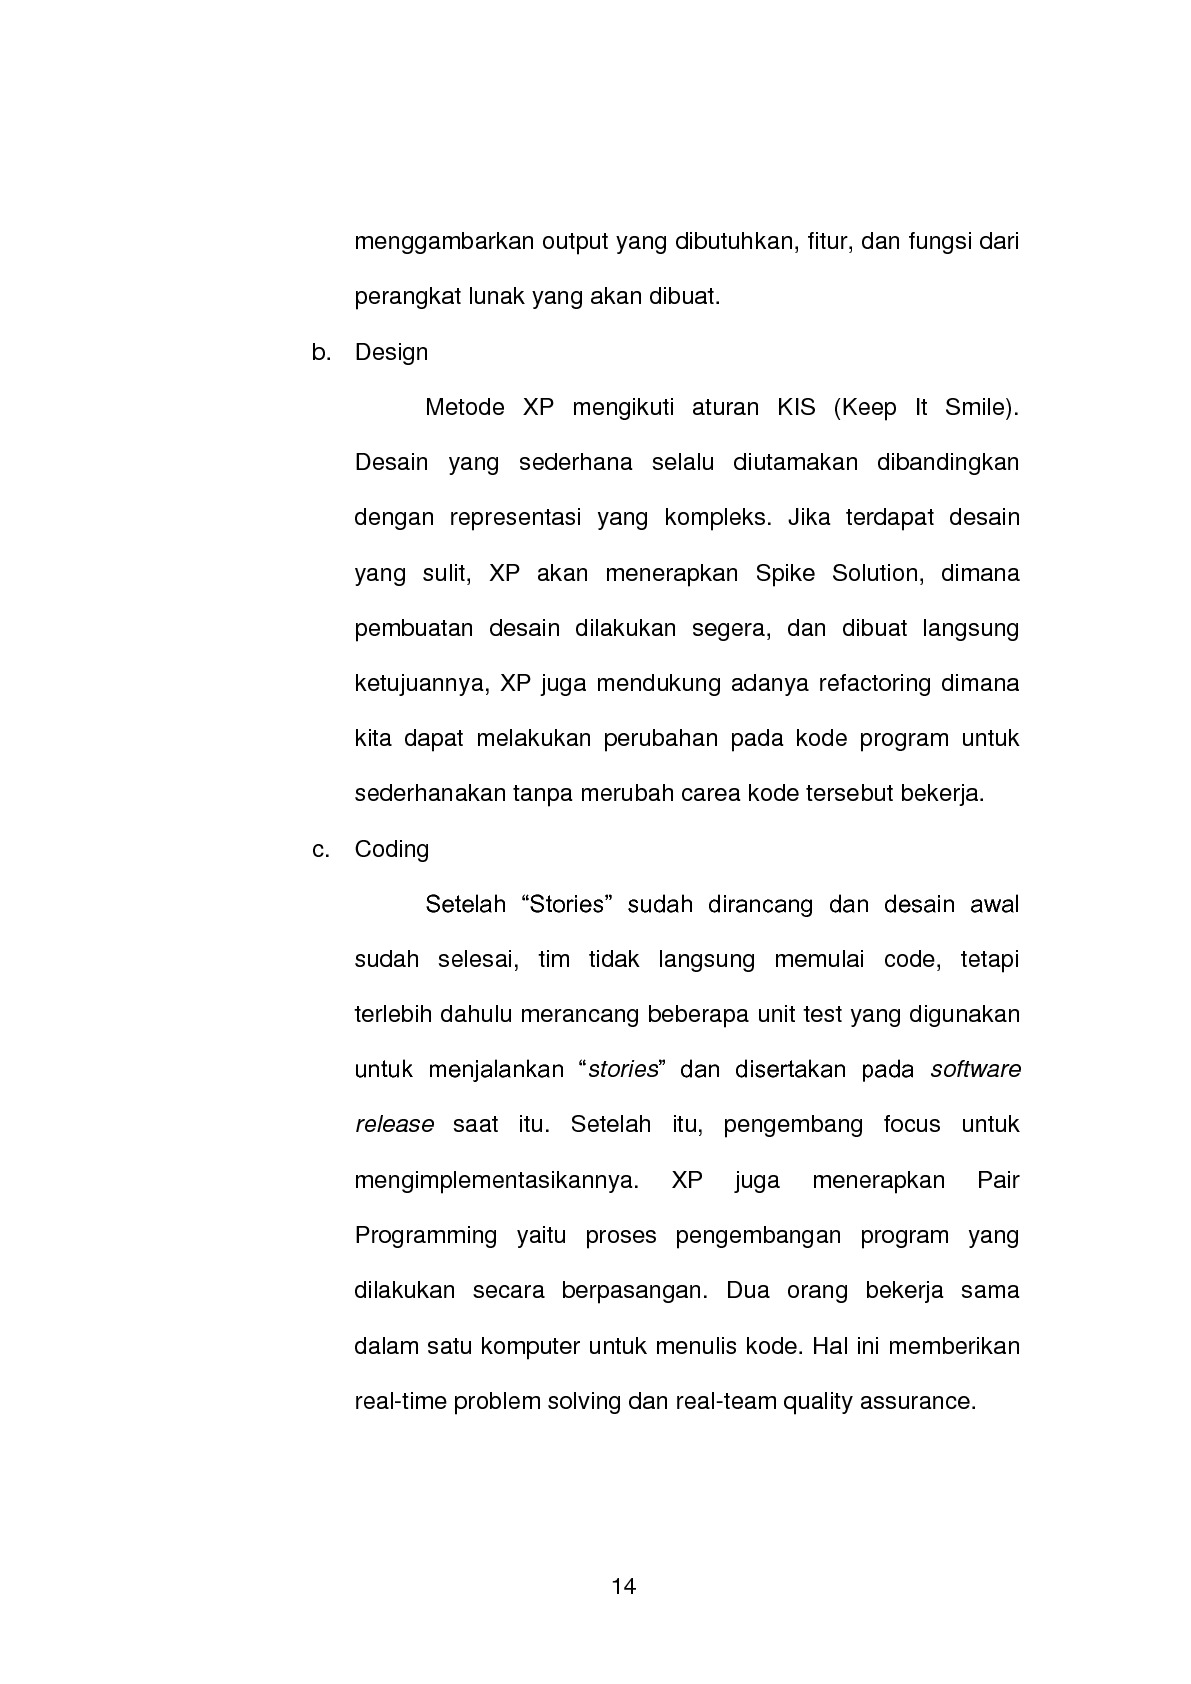 menggambarkan output yang dibutuhkan, fitur, dan fungsi dari
perangkat lunak yang akan dibuat.
b. Design
Metode XP mengikuti aturan KIS (Keep It Smile).
Desain yang sederhana selalu diutamakan dibandingkan
dengan representasi yang kompleks. Jika terdapat desain
yang sulit, XP akan menerapkan Spike Solution, dimana
pembuatan desain dilakukan segera, dan dibuat langsung
ketujuannya, XP juga mendukung adanya refactoring dimana
kita dapat melakukan perubahan pada kode program untuk
sederhanakan tanpa merubah carea kode tersebut bekerja.
c. Coding
Setelah “Stories” sudah dirancang dan desain awal
sudah selesai, tim tidak langsung memulai code, tetapi
terlebih dahulu merancang beberapa unit test yang digunakan
untuk menjalankan “stories” dan disertakan pada software
release saat itu. Setelah itu, pengembang focus untuk
mengimplementasikannya. XP juga menerapkan Pair
Programming yaitu proses pengembangan program yang
dilakukan secara berpasangan. Dua orang bekerja sama
dalam satu komputer untuk menulis kode. Hal ini memberikan
real-time problem solving dan real-team quality assurance.
14